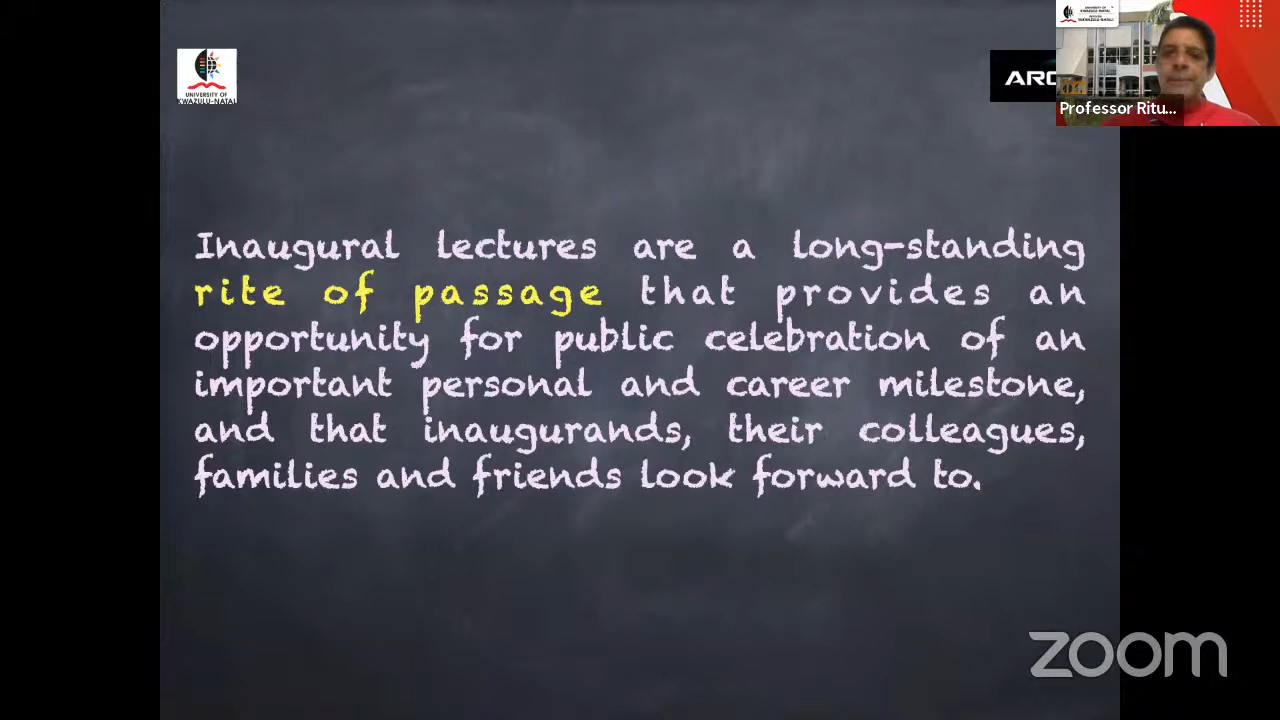 UNIVERSITY OF
KWAZULU-NATAL
ARC
Professor Ritu...
Inaugural lectures are a long-standing
rite of passage that provides an
opportunity for public celebration of an
important personal and career milestone,
and that inaugurands, their colleagues,
families and friends look forward to.
zoom